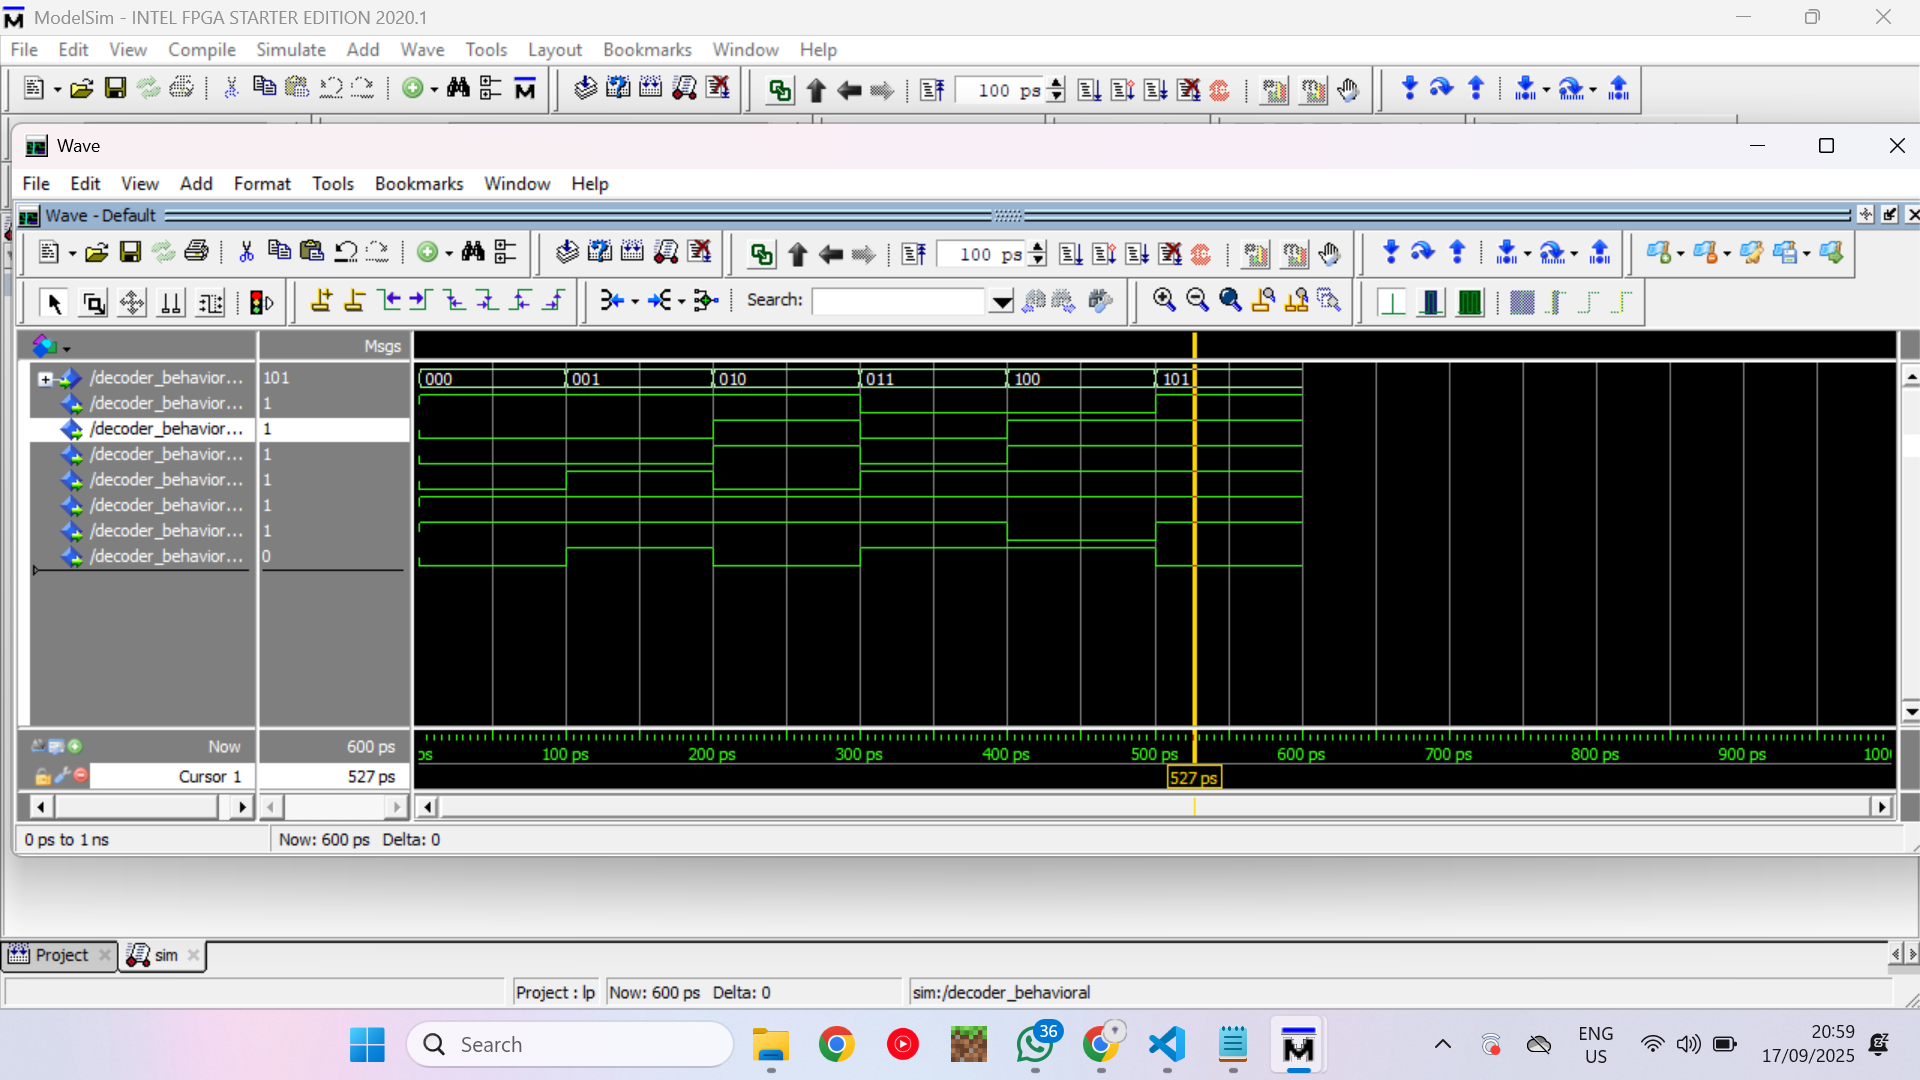 ModelSim - INTEL FPGA STARTER EDITION 2020.1
File Edit View Compile Simulate Add Wave Tools Layout Bookmarks Window Help
100 ps
Wave
File Edit View Add Format Tools Bookmarks Window Help
Wave - Default
100 ps
Search:
Msgs
/decoder_behavior... 101 000 001 010 011 100 101
/decoder_behavior... 1
/decoder_behavior... 1
/decoder_behavior... 1
/decoder_behavior... 1
/decoder_behavior... 1
/decoder_behavior... 1
/decoder_behavior... 0
Now 600 ps ps 100 ps 200 ps 300 ps 400 ps 500 ps 600 ps 700 ps 800 ps 900 ps 1000
Cursor 1 527 ps 527 ps
0 ps to 1 ns Now: 600 ps Delta: 0
Project sim
Project : lp Now: 600 ps Delta: 0 sim:/decoder_behavioral
Search 36 ENG US 20:59 17/09/2025